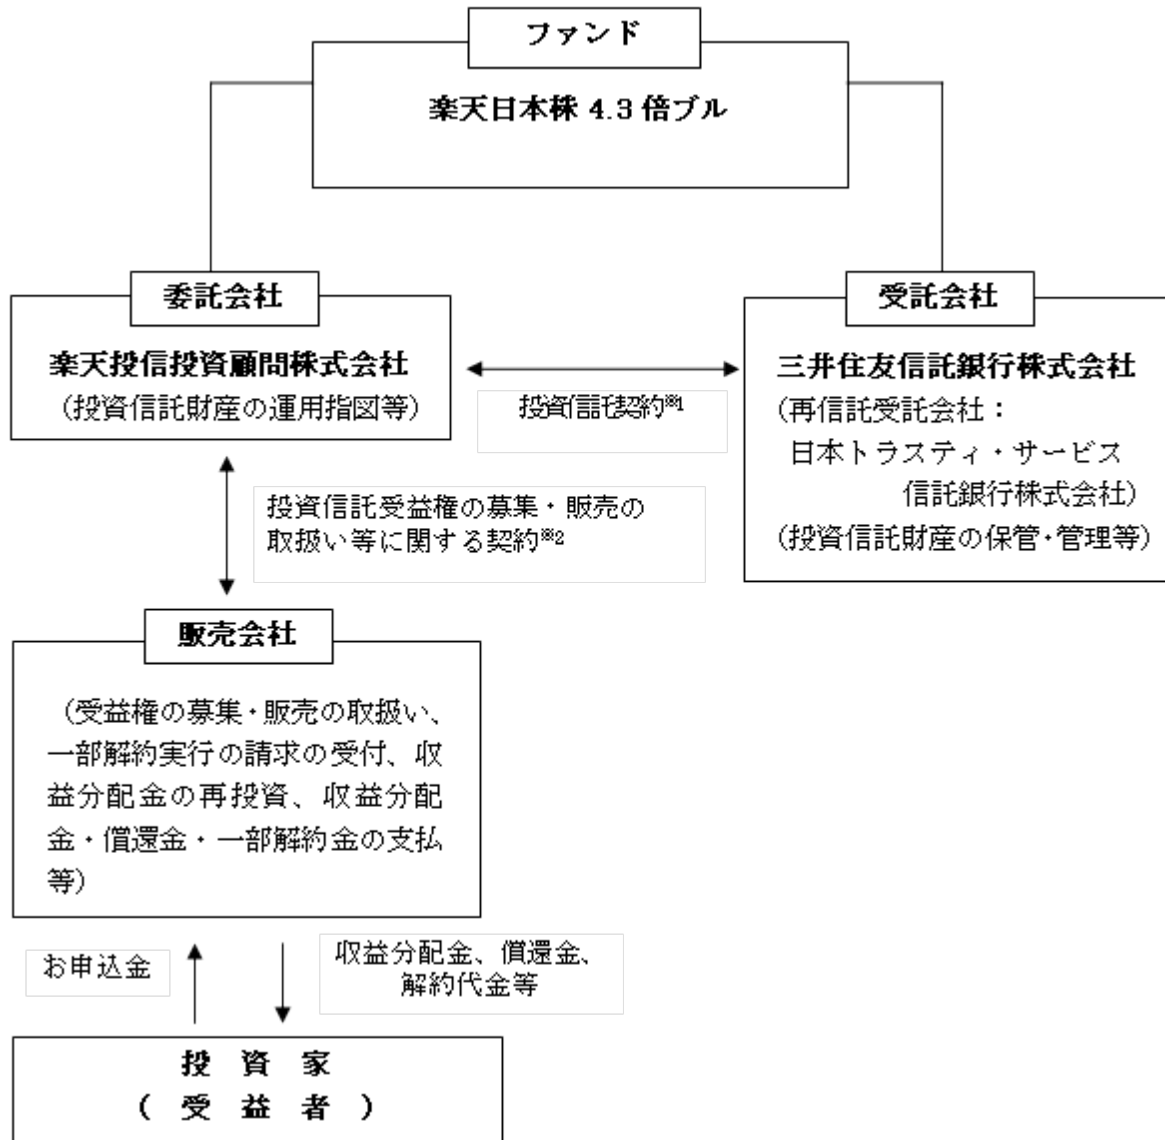 ファンド
楽天日本株 4.3 倍ブル
委託会社
楽天投信投資顧問株式会社
（投資信託財産の運用指図等）
投資信託契約※1
受託会社
三井住友信託銀行株式会社
（再信託受託会社：
日本トラスティ・サービス
信託銀行株式会社）
（投資信託財産の保管・管理等）
投資信託受益権の募集・販売の
取扱い等に関する契約※2
販売会社
（受益権の募集・販売の取扱い、
一部解約実行の請求の受付、収
益分配金の再投資、収益分配
金・償還金・一部解約金の支払
等）
お申込金
収益分配金、償還金、
解約代金等
投 資 家
（ 受 益 者 ）